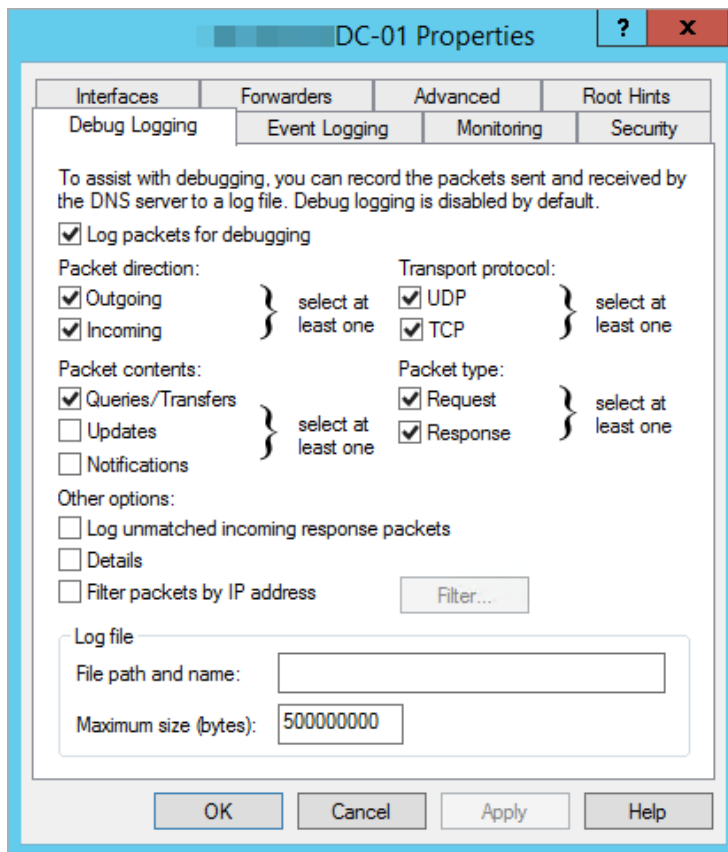 DC-01 Properties
?
x
Interfaces
Forwarders
Advanced
Root Hints
Debug Logging
Event Logging
Monitoring
Security
To assist with debugging, you can record the packets sent and received by
the DNS server to a log file. Debug logging is disabled by default.
Log packets for debugging
Packet direction:
Outgoing
Incoming
} select at
least one
Transport protocol:
UDP
TCP
} select at
least one
Packet contents:
Queries/Transfers
Updates
Notifications
} select at
least one
Packet type:
Request
Response
} select at
least one
Other options:
Log unmatched incoming response packets
Details
Filter packets by IP address
Filter...
Log file
File path and name:
Maximum size (bytes):
500000000
OK
Cancel
Apply
Help